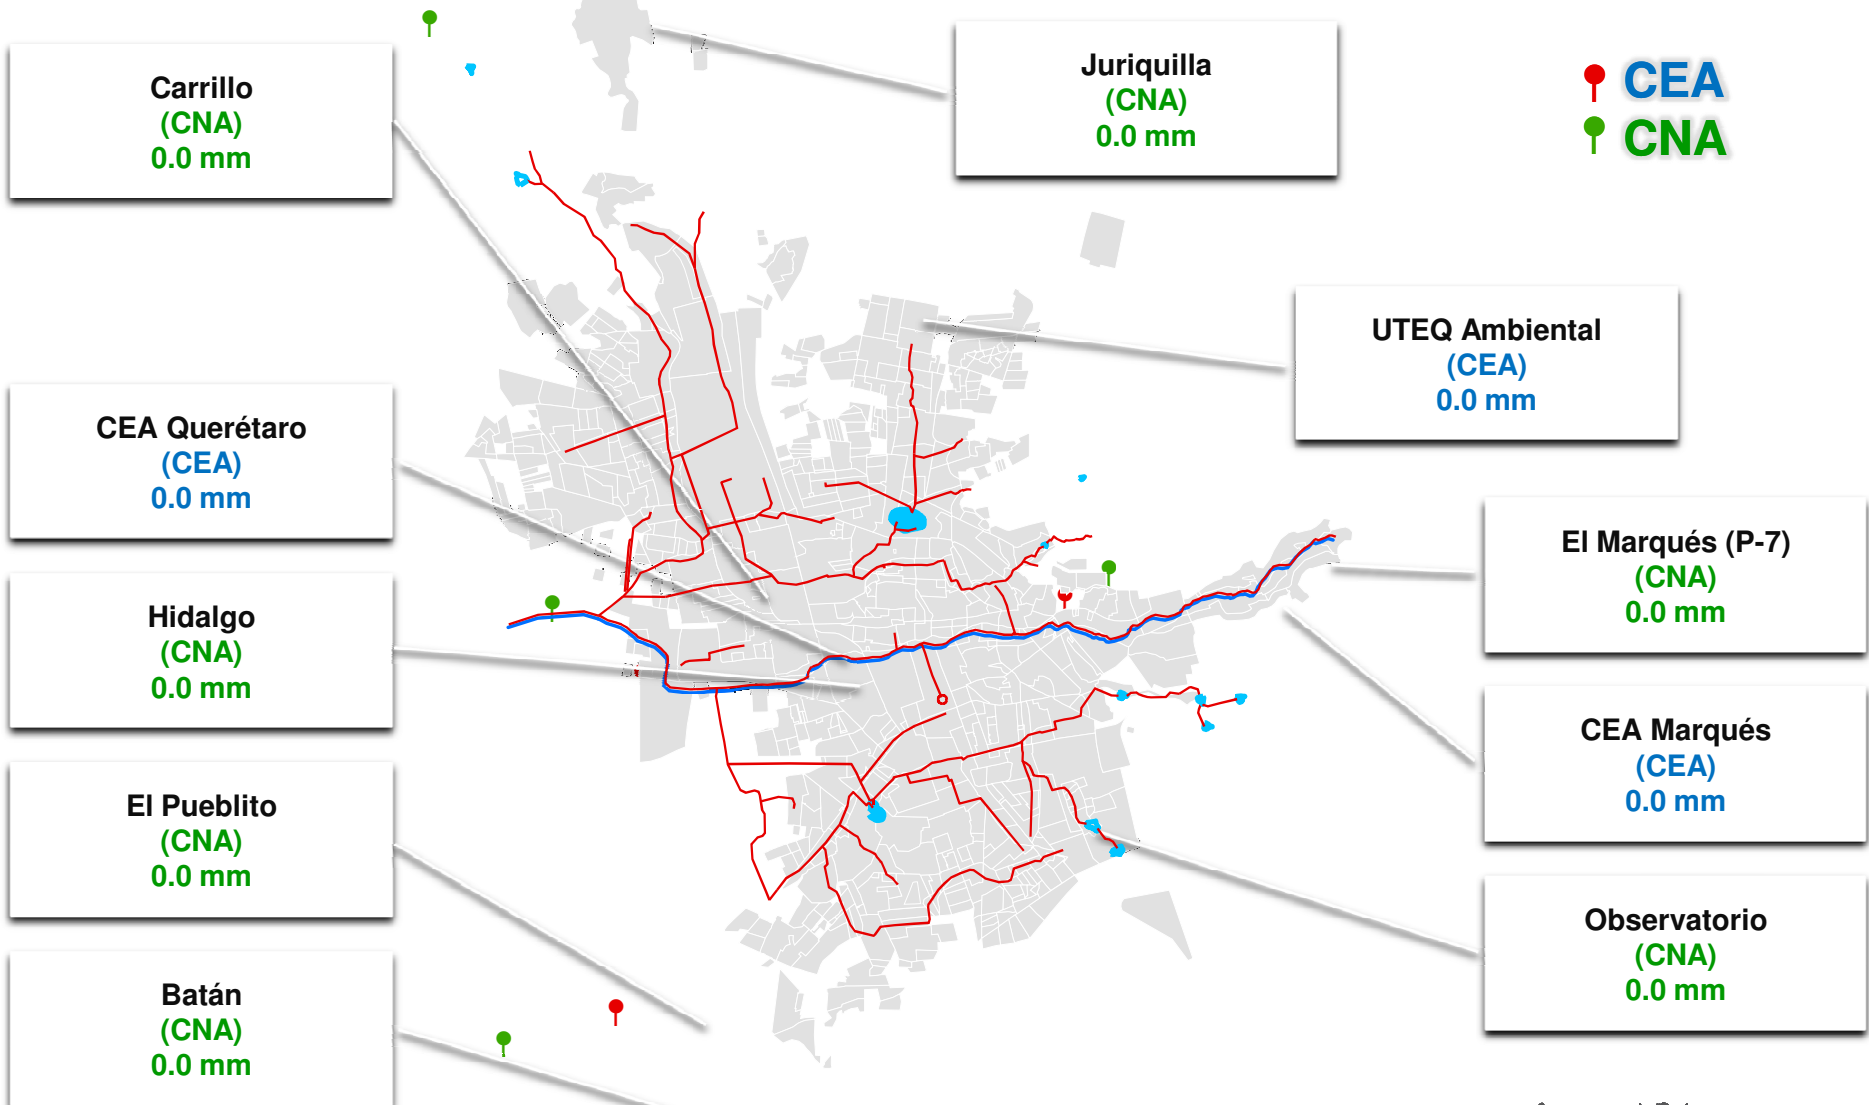 Carrillo
(CNA)
0.0 mm
Juriquilla
(CNA)
0.0 mm
CEA
CNA
UTEQ Ambiental
(CEA)
0.0 mm
CEA Querétaro
(CEA)
0.0 mm
El Marqués (P-7)
(CNA)
0.0 mm
Hidalgo
(CNA)
0.0 mm
CEA Marqués
(CEA)
0.0 mm
El Pueblito
(CNA)
0.0 mm
Observatorio
(CNA)
0.0 mm
Batán
(CNA)
0.0 mm